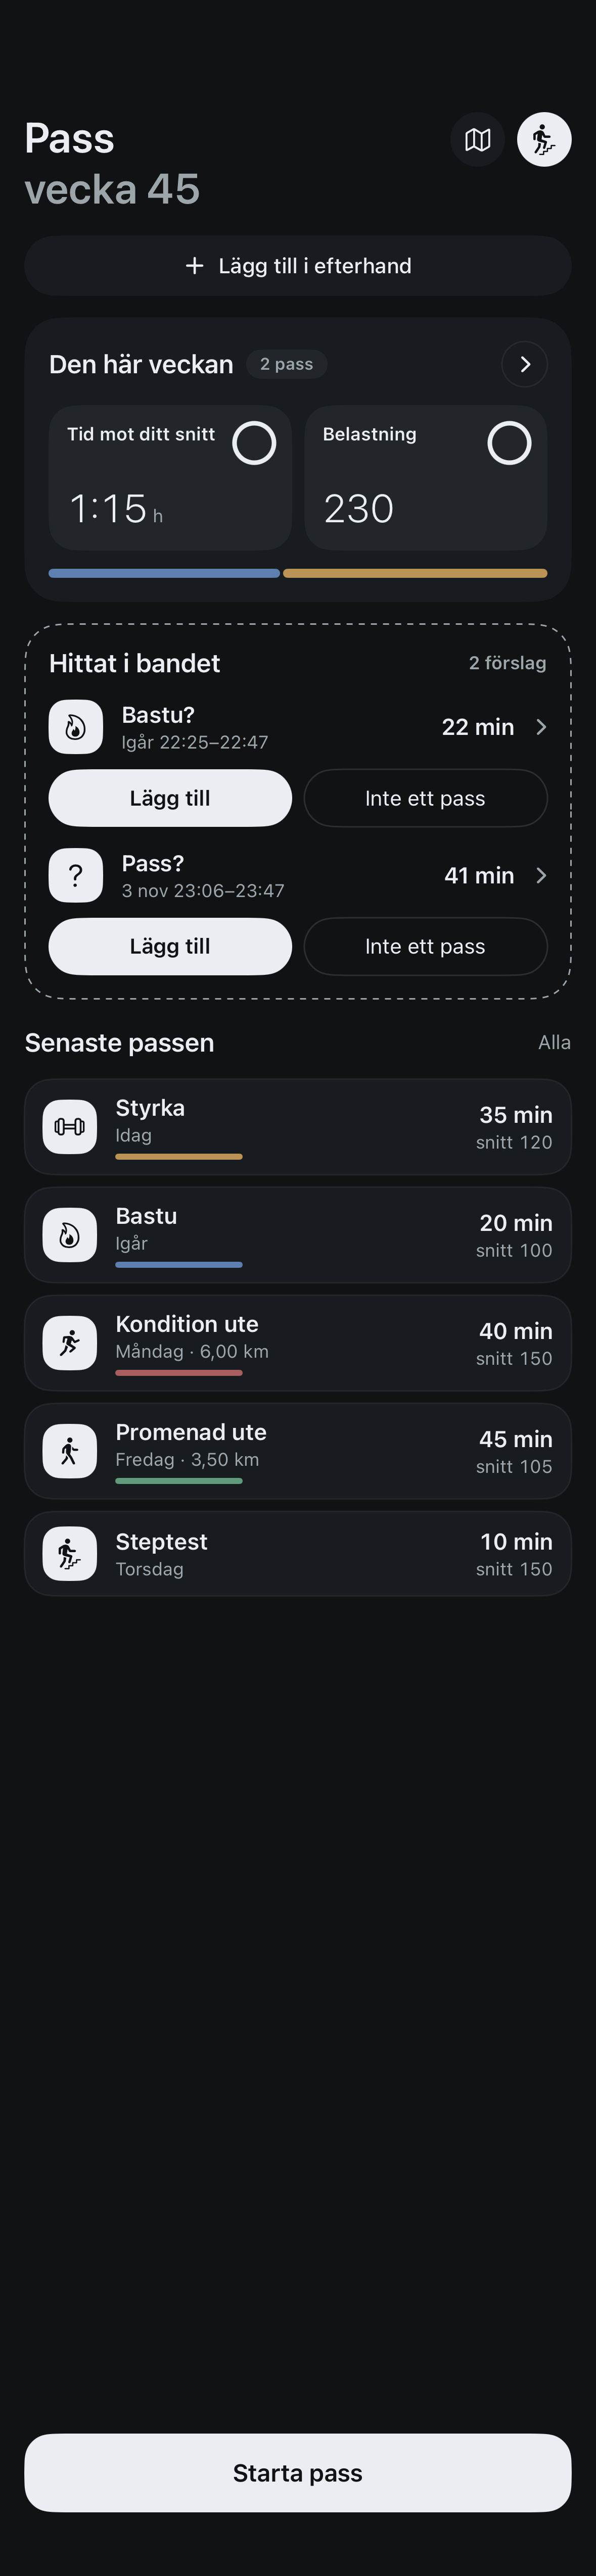 Pass
vecka 45
+ Lägg till i efterhand
Den här veckan 2 pass
Tid mot ditt snitt
1:15 h
Belastning
230
Hittat i bandet 2 förslag
Bastu?
Igår 22:25–22:47
22 min
Lägg till
Inte ett pass
?
Pass?
3 nov 23:06–23:47
41 min
Lägg till
Inte ett pass
Senaste passen Alla
Styrka
Idag
35 min
snitt 120
Bastu
Igår
20 min
snitt 100
Kondition ute
Måndag · 6,00 km
40 min
snitt 150
Promenad ute
Fredag · 3,50 km
45 min
snitt 105
Steptest
Torsdag
10 min
snitt 150
Starta pass